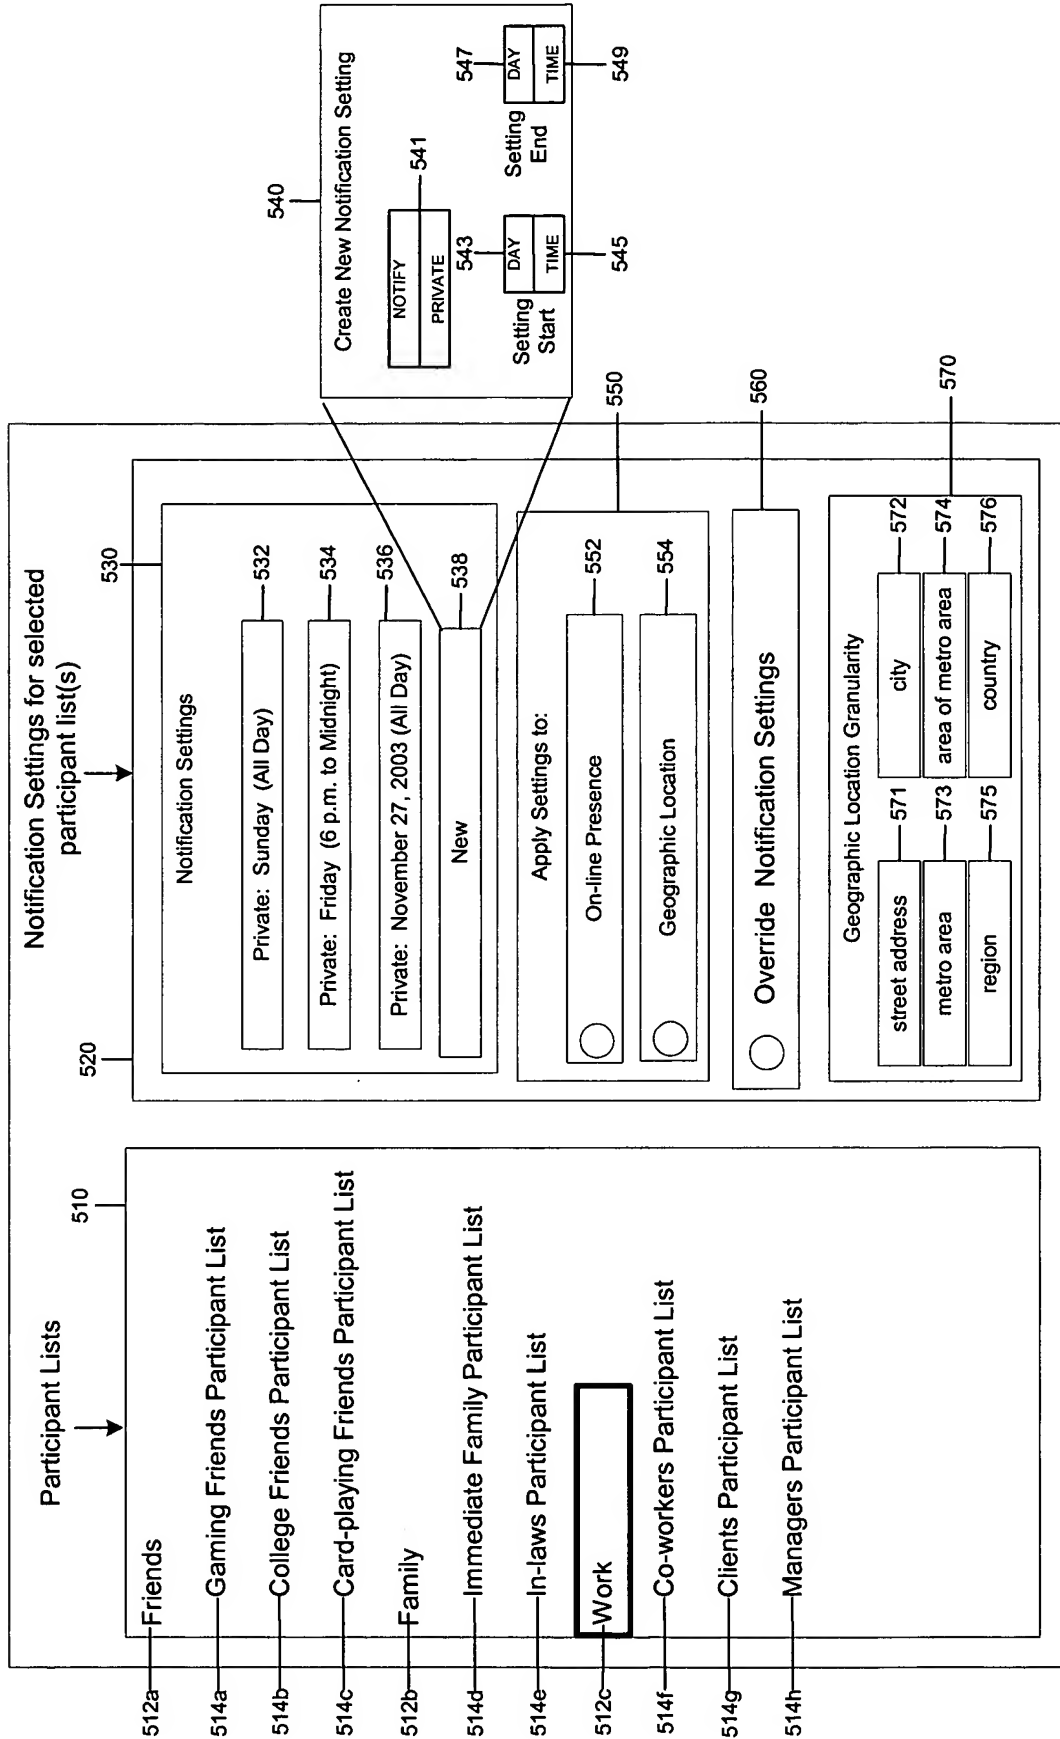 Participant Lists
510
512a Friends
514a Gaming Friends Participant List
514b College Friends Participant List
514c Card-playing Friends Participant List
512b Family
514d Immediate Family Participant List
514e In-laws Participant List
512c Work
514f Co-workers Participant List
514g Clients Participant List
514h Managers Participant List
Notification Settings for selected
participant list(s)
520
530
Notification Settings
Private: Sunday (All Day) 532
Private: Friday (6 p.m. to Midnight) 534
Private: November 27, 2003 (All Day) 536
New 538
Apply Settings to:
550
On-line Presence 552
Geographic Location 554
Override Notification Settings
560
Geographic Location Granularity
570
street address 571
city 572
metro area 573
area of metro area 574
region 575
country 576
540
Create New Notification Setting
NOTIFY
PRIVATE
541
Setting
Start
543
DAY
TIME
545
Setting
End
547
DAY
TIME
549